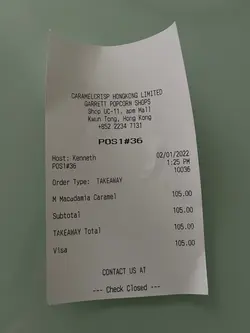 CARAMELCRISP HONGKONG LIMITED
GARRETT POPCORN SHOPS
Shop UC-11, apm Mall
Kwun Tong, Hong Kong
+852 2234 7131
POS1#36
Host: Kenneth 02/01/2022
POS1#36 1:25 PM
10036
Order Type: TAKEAWAY
M Macadamia Caramel 105.00
Subtotal 105.00
TAKEAWAY Total 105.00
Visa 105.00
CONTACT US AT
--- Check Closed ---